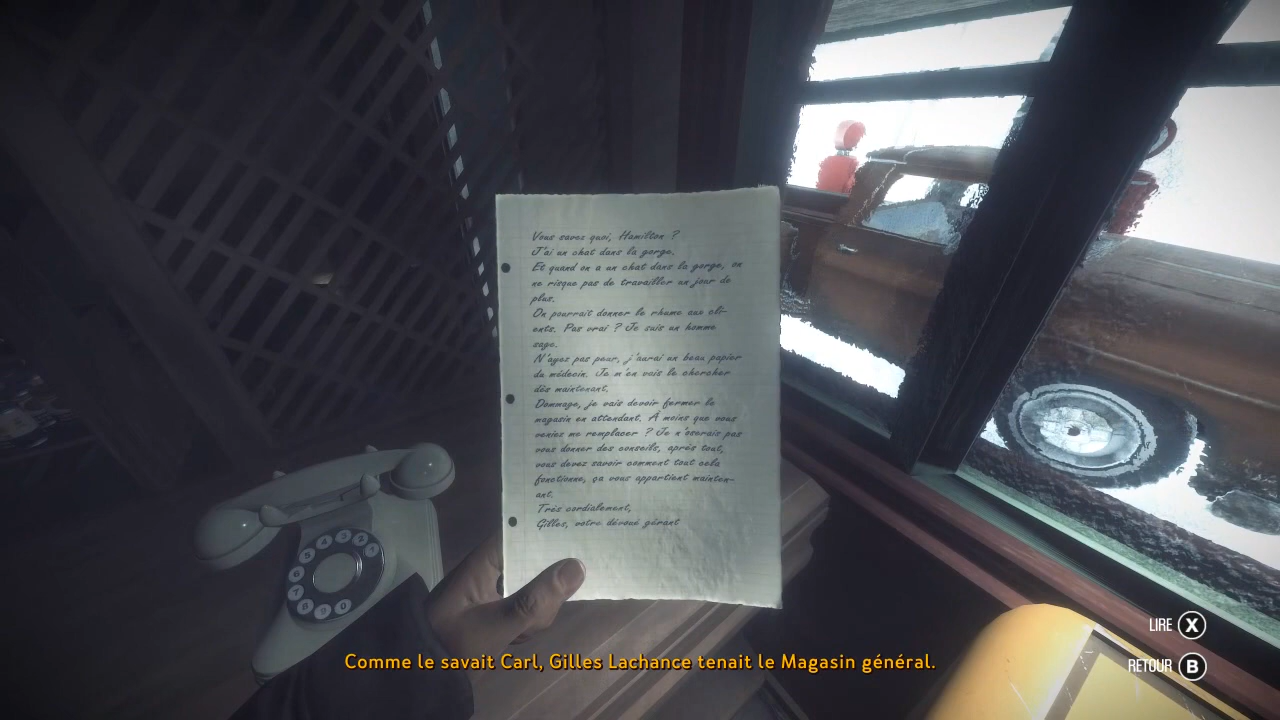 Vous savez quoi, Hamilton ?
J'ai un chat dans la gorge.
Et quand on a un chat dans la gorge, on
ne risque pas de travailler un jour de
plus.
On pourrait donner le rhume aux cli-
ents. Pas vrai ? Je suis un homme
sage.
N'ayez pas peur, j'aurai un beau papier
du médecin. Je m'en vais le chercher
dès maintenant.
Dommage, je vais devoir fermer le
magasin en attendant. À moins que vous
veniez me remplacer ? Je n'oserais pas
vous donner des conseils, après tout,
vous devez savoir comment tout cela
fonctionne, ça vous appartient mainten-
ant.
Très cordialement,
Gilles, votre dévoué gérant
LIRE X
RETOUR B
Comme le savait Carl, Gilles Lachance tenait le Magasin général.